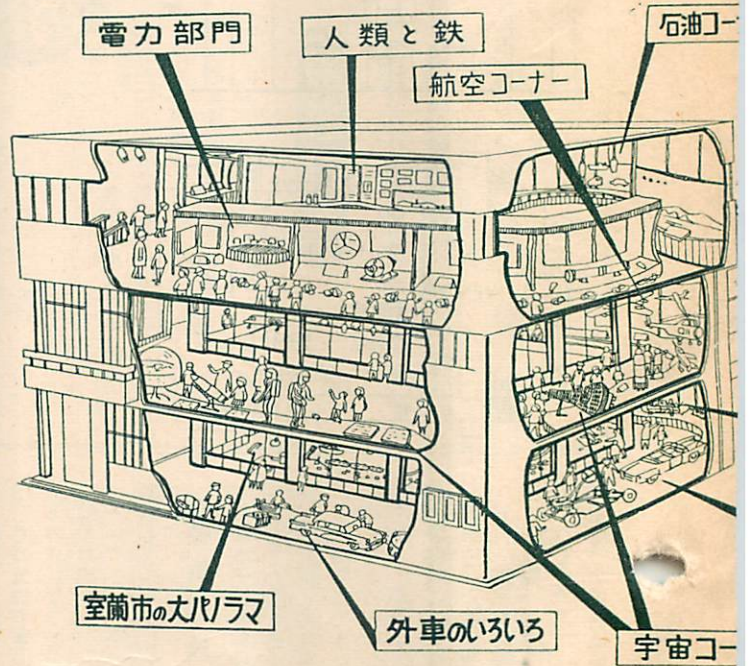 電力部門
人類と鉄
石油コー
航空コーナー
室蘭市の大パノラマ
外車のいろいろ
宇宙コー